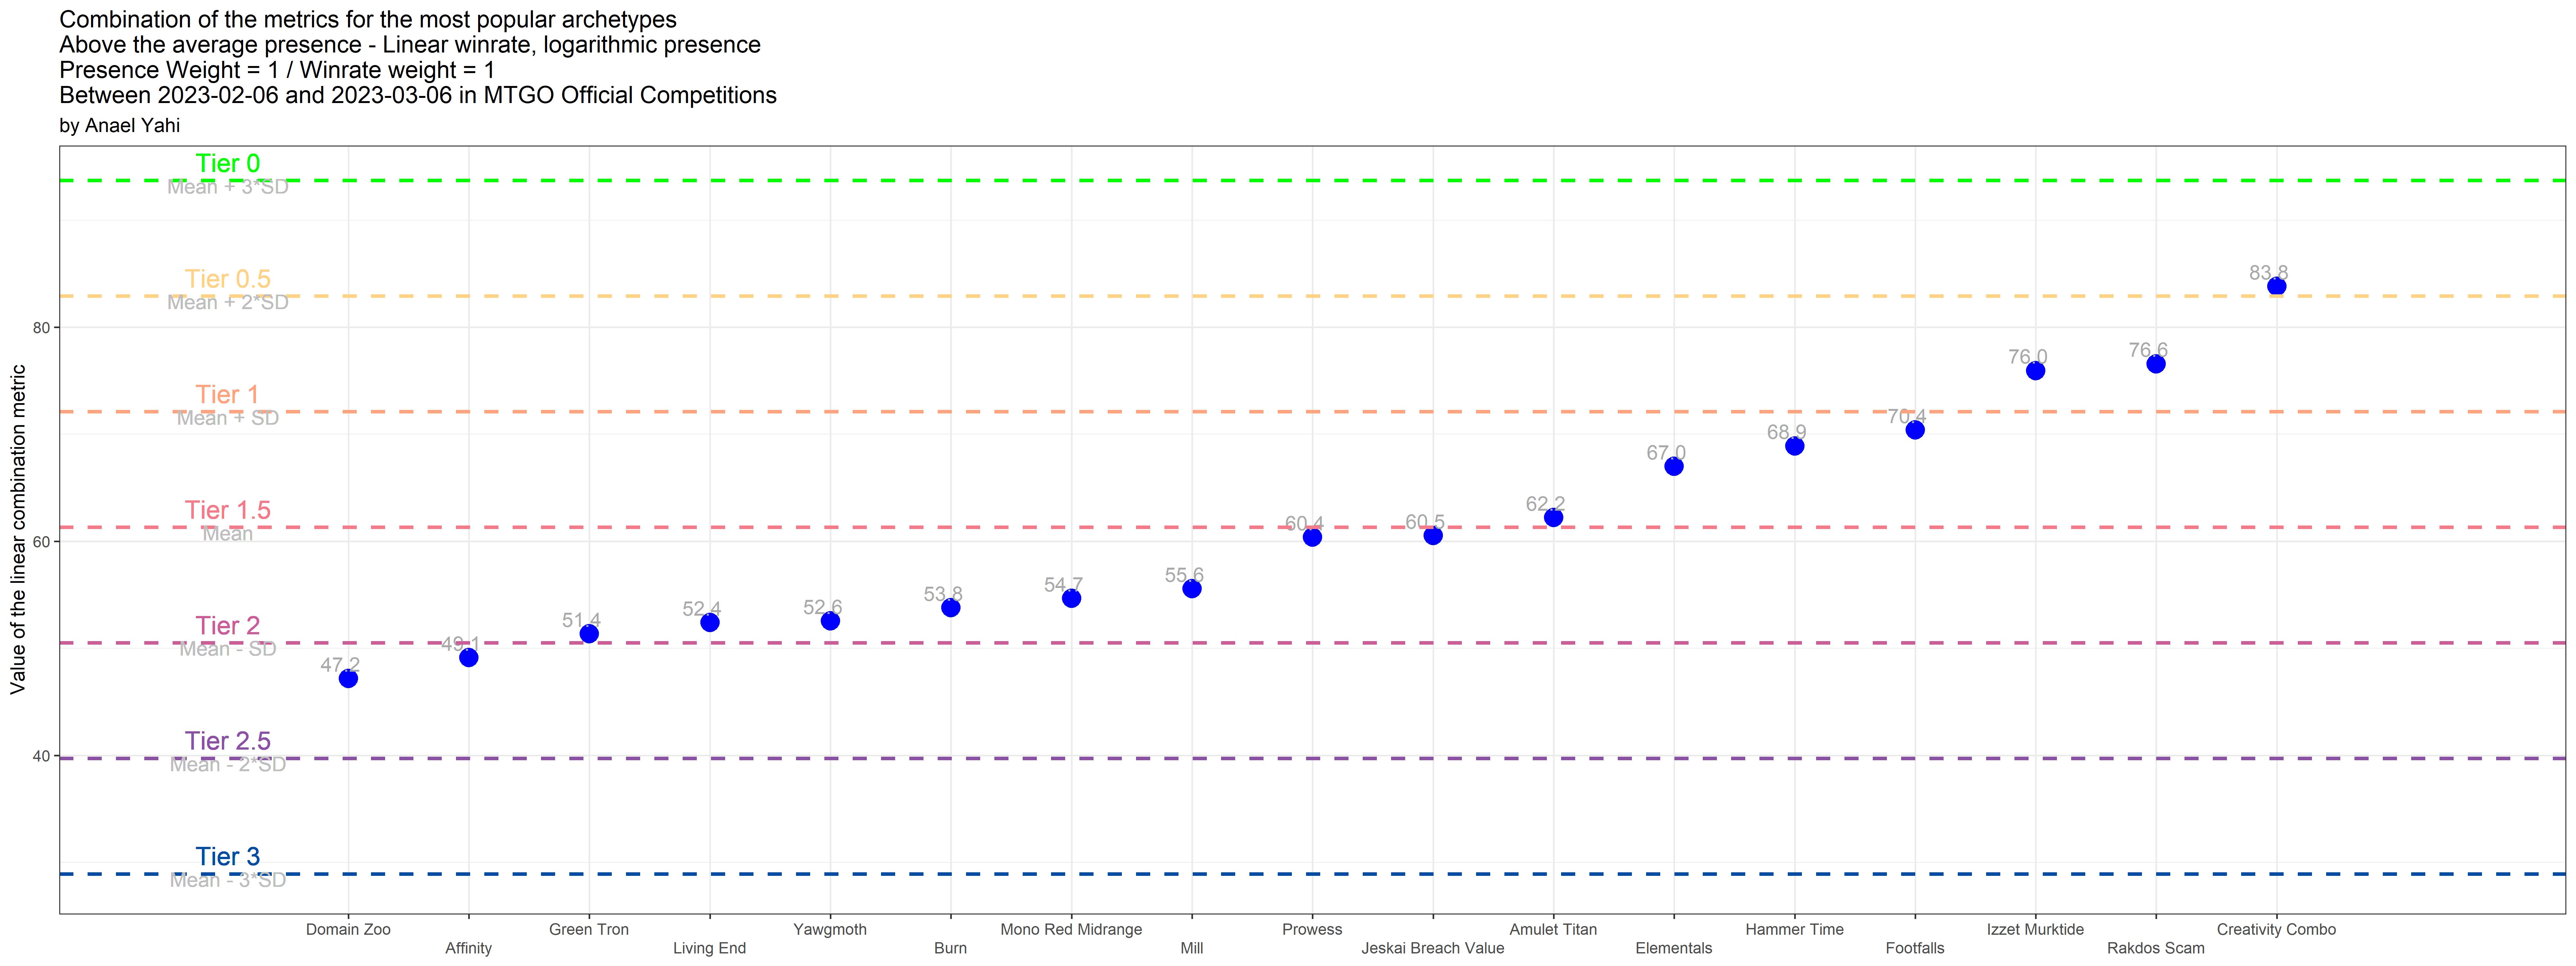 Combination of the metrics for the most popular archetypes
Above the average presence - Linear winrate, logarithmic presence
Presence Weight = 1 / Winrate weight = 1
Between 2023-02-06 and 2023-03-06 in MTGO Official Competitions
by Anael Yahi
Value of the linear combination metric
80
60
40
Tier 0
Mean + 3*SD
Tier 0.5
Mean + 2*SD
Tier 1
Mean + SD
Tier 1.5
Mean
Tier 2
Mean - SD
Tier 2.5
Mean - 2*SD
Tier 3
Mean - 3*SD
47.2
49.1
51.4
52.4
52.6
53.8
54.7
55.6
60.4
60.5
62.2
67.0
68.9
70.4
76.0
76.6
83.8
Domain Zoo
Affinity
Green Tron
Living End
Yawgmoth
Burn
Mono Red Midrange
Mill
Prowess
Jeskai Breach Value
Amulet Titan
Elementals
Hammer Time
Footfalls
Izzet Murktide
Rakdos Scam
Creativity Combo